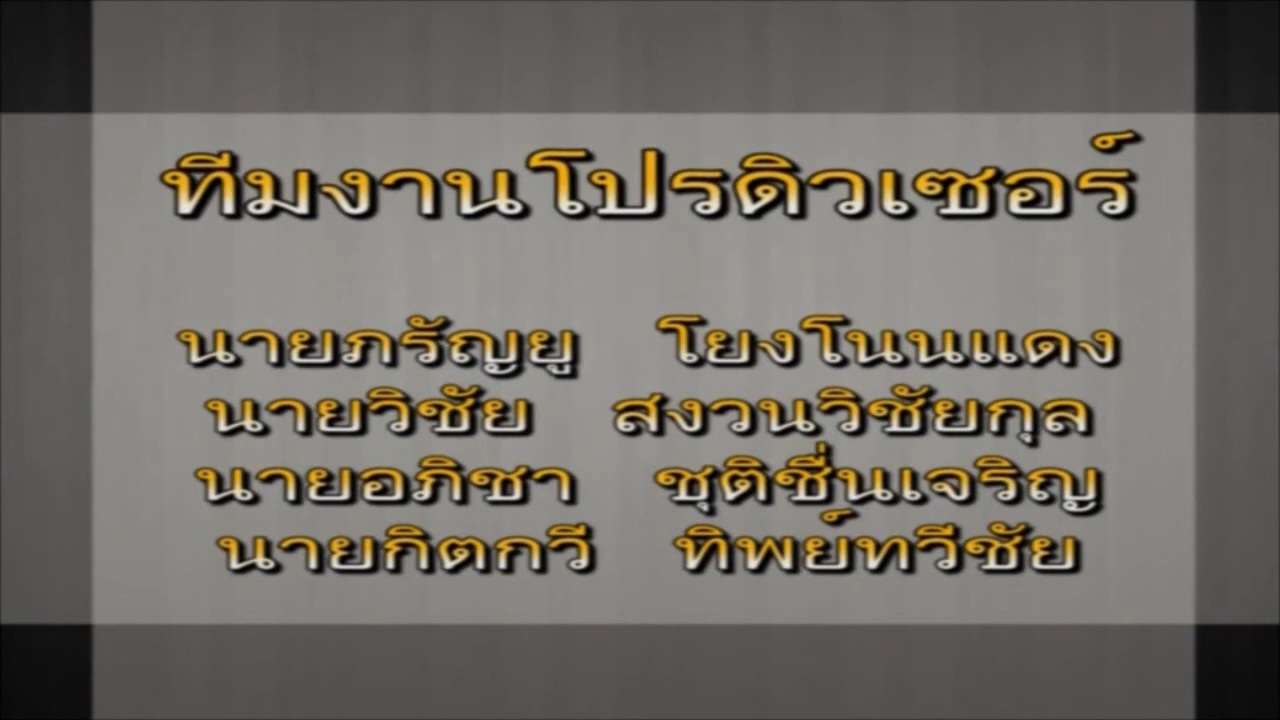 ทีมงานโปรดิวเซอร์
นายภรัญยู โยงโนนแดง
นายวิชัย สงวนวิชัยกุล
นายอภิชา ชุติชื่นเจริญ
นายกิตกวี ทิพย์ทวีชัย